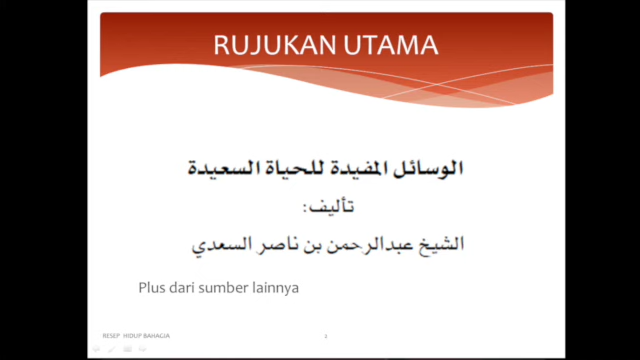 RUJUKAN UTAMA
الوسائل المفيدة للحياة السعيدة
تأليف:
الشيخ عبدالرحمن بن ناصر السعدي
Plus dari sumber lainnya
RESEP HIDUP BAHAGIA